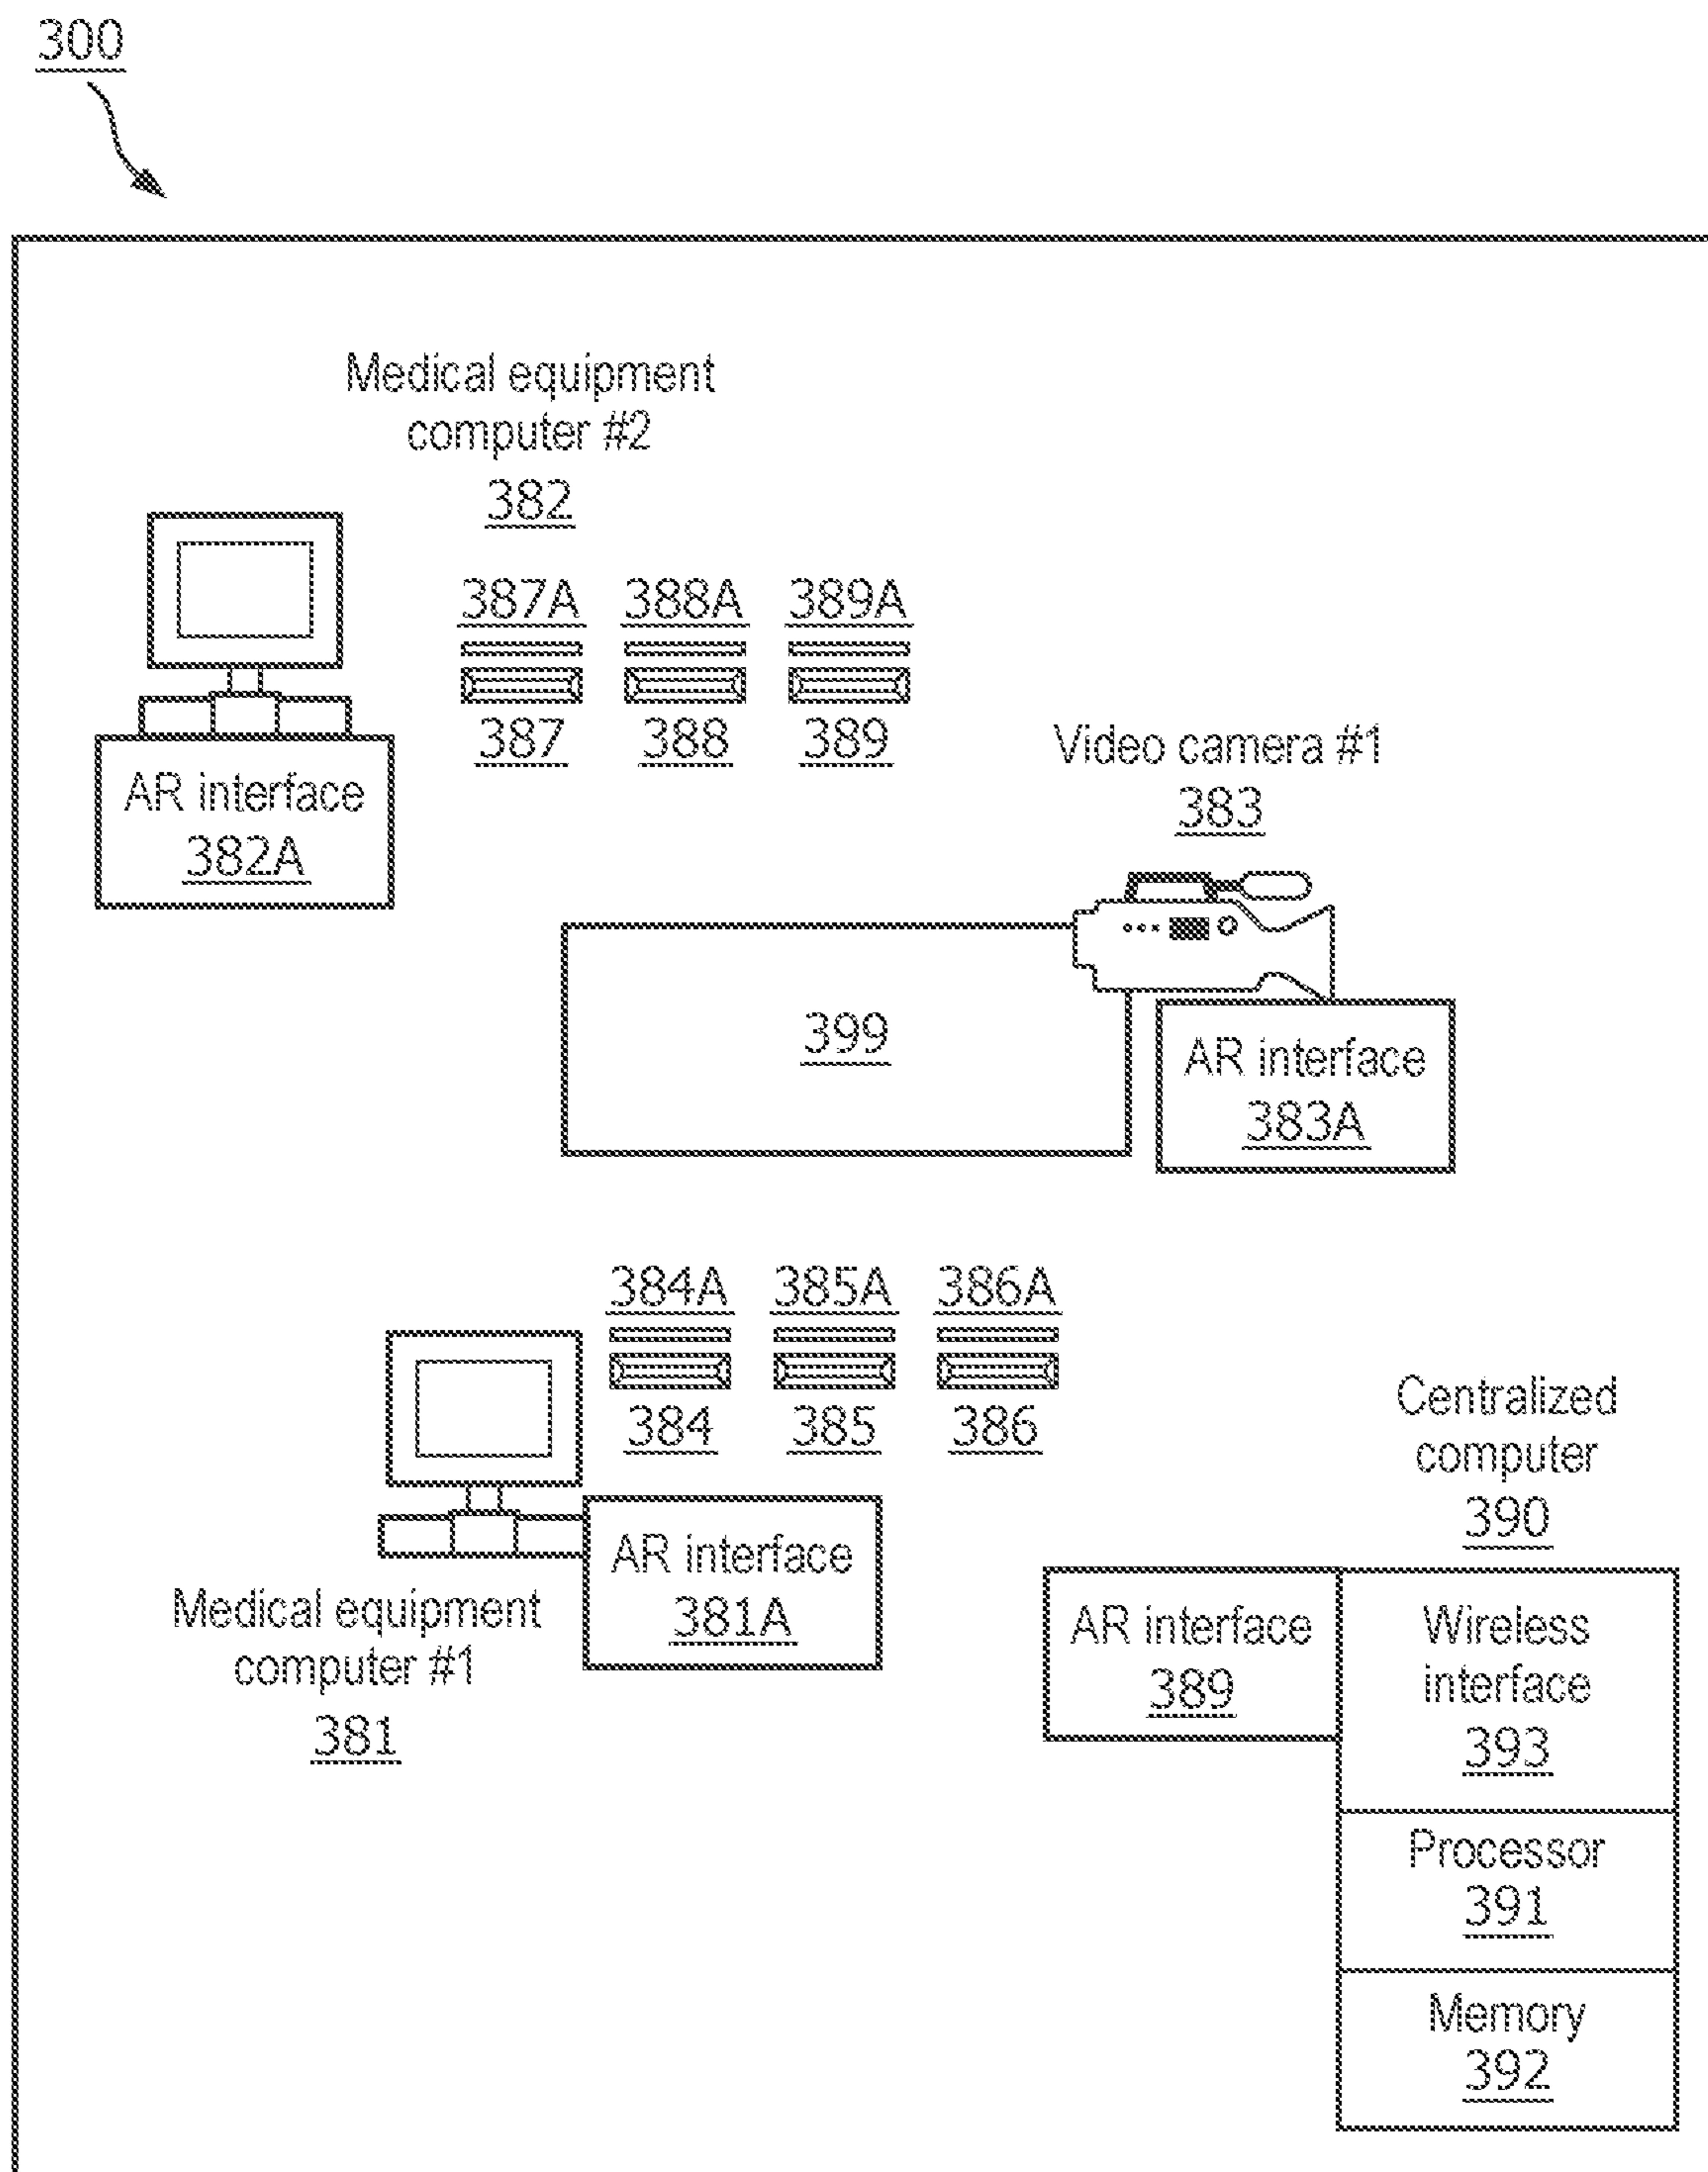 300
Medical equipment
computer #2
382
387A 388A 389A
387 388 389
AR interface
382A
Video camera #1
383
399
AR interface
383A
384A 385A 386A
384 385 386
AR interface
381A
Medical equipment
computer #1
381
Centralized
computer
390
AR interface
389
Wireless
interface
393
Processor
391
Memory
392